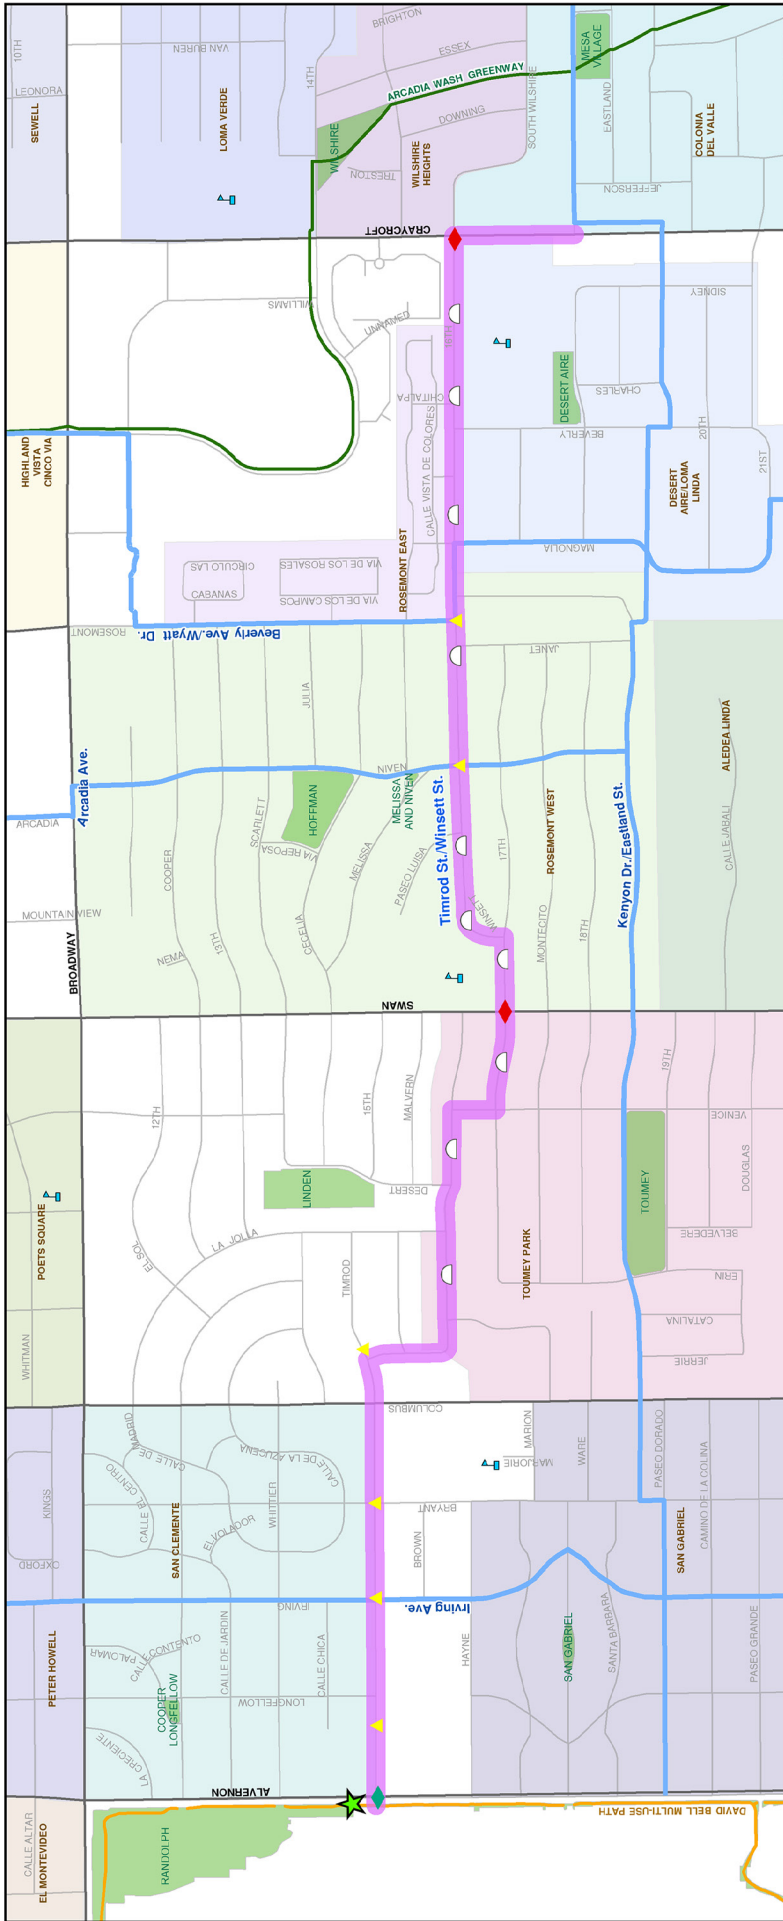 10TH
VAN BUREN
BRIGHTON
ESSEX
MESA
VILLAGE
14TH
ARCADIA WASH GREENWAY
SOUTH WILSHIRE
LEONORA
SEWELL
LOMA VERDE
WILSHIRE
DOWNING
EASTLAND
COLONIA
DEL VALLE
WILSHIRE
HEIGHTS
TRESTON
JEFFERSON
CRAYCROFT
WILLIAMS
UNNAMED
16TH
SIDNEY
CHITALPA
DESERT AIRE
CHARLES
CALLE VISTA DE COLORES
BEVERLY
20TH
21ST
HIGHLAND
VISTA
CINCO VIA
DESERT
AIRE/LOMA
LINDA
MAGNOLIA
CIRCULO LAS
CABANAS
VIA DE LOS ROSALES
VIA DE LOS CAMPOS
ROSEMONT EAST
ROSEMONT
Beverly Ave./Wyatt Dr.
JANET
JULIA
ALEDEA LINDA
Arcadia Ave.
NIVEN
ARCADIA
HOFFMAN
MELISSA
AND NIVEN
Timrod St./Winsett St.
SCARLETT
VIA REPOSA
MELISSA
PASEO LUISA
17TH
ROSEMONT WEST
Kenyon Dr./Eastland St.
CALLE JABALI
COOPER
MOUNTAIN VIEW
BROADWAY
NEMA
13TH
CECELIA
WINSETT
MONTECITO
18TH
SWAN
12TH
15TH
MALVERN
19TH
VENICE
LINDEN
DESERT
TOUMEY
DOUGLAS
BELVEDERE
POETS SQUARE
EL SOL
LA JOLLA
TIMROD
TOUMEY PARK
ERIN
CATALINA
JERRIE
WHITMAN
COLUMBUS
MADRID
CALLE DE
CALLE DE LA AZUCENA
CALLE EL CENTRO
MARION
MARJORIE
WARE
PASEO DORADO
CAMINO DE LA COLINA
KINGS
WHITTIER
BRYANT
SAN CLEMENTE
EL VOLADOR
BROWN
SAN GABRIEL
OXFORD
IRVING
Irving Ave.
PETER HOWELL
PALOMAR
CALLE CONTENTO
CALLE DE JARDIN
CALLE CHICA
HAYNE
SAN GABRIEL
SANTA BARBARA
PASEO GRANDE
COOPER
LONGFELLOW
LONGFELLOW
LA CRECIENTE
ALVERNON
DAVID BELL MULTI-USE PATH
CALLE ALTAR
EL MONTEVIDEO
RANDOLPH